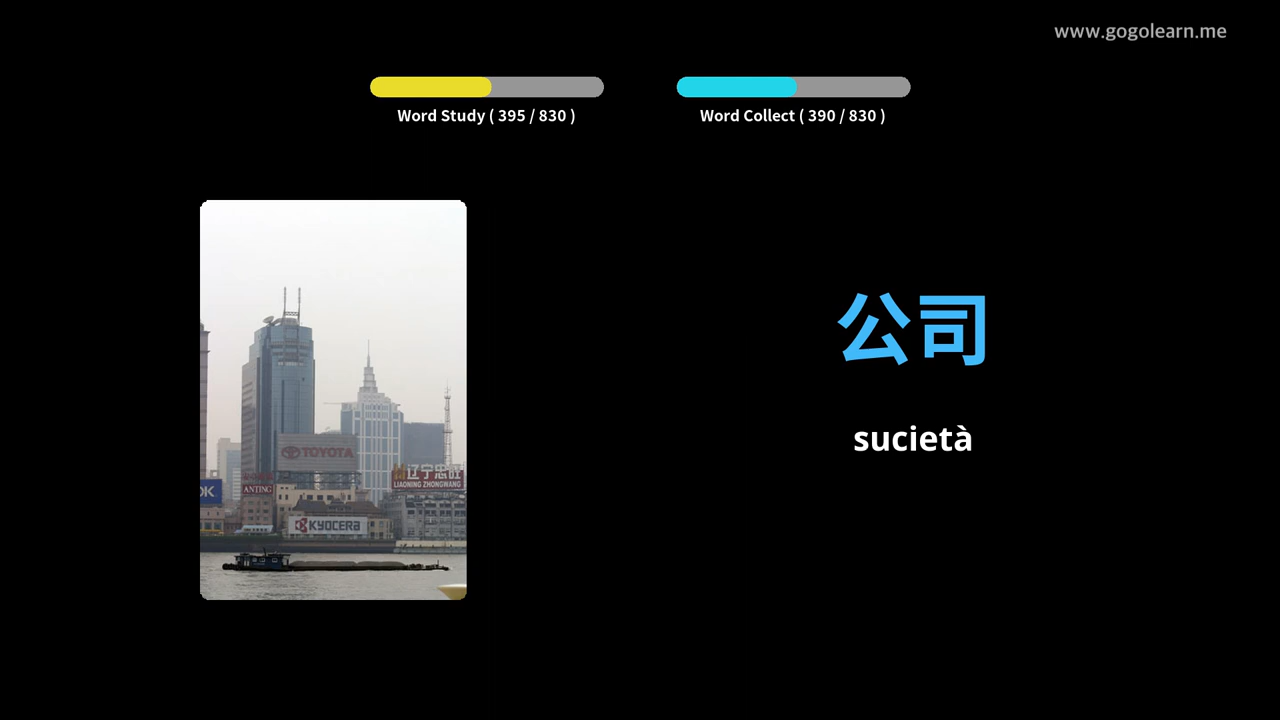 www.gogolearn.me
Word Study ( 395 / 830 )
Word Collect ( 390 / 830 )
公司
sucietà
TOYOTA
辽宁忠旺
LIAONING ZHONGWANG
OK
ANTING
KYOCERA